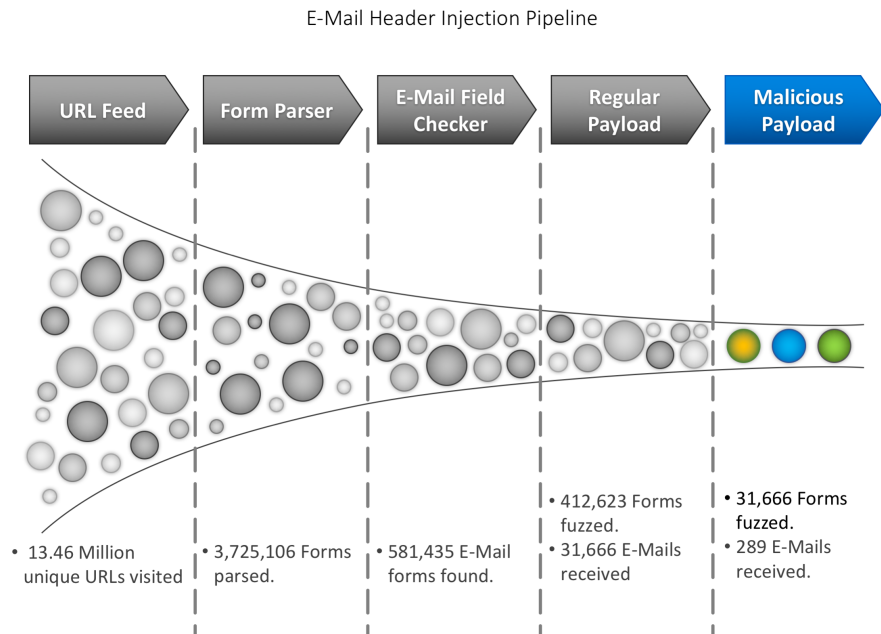 E-Mail Header Injection Pipeline
URL Feed
Form Parser
E-Mail Field
Checker
Regular
Payload
Malicious
Payload
• 13.46 Million
unique URLs visited
• 3,725,106 Forms
parsed.
• 581,435 E-Mail
forms found.
• 412,623 Forms
fuzzed.
• 31,666 E-Mails
received
• 31,666 Forms
fuzzed.
• 289 E-Mails
received.